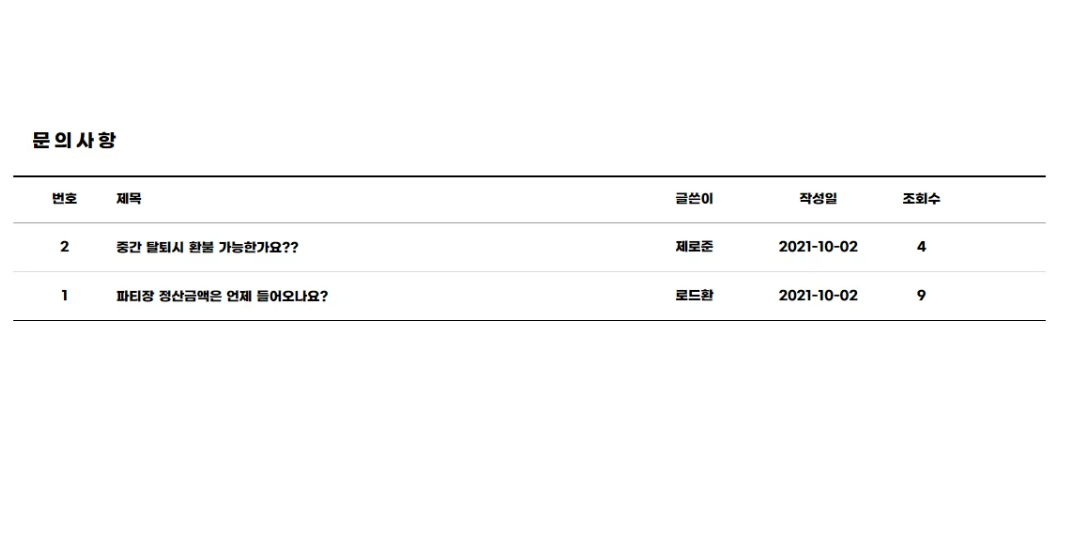 문의사항
번호 제목 글쓴이 작성일 조회수
2 중간 탈퇴시 환불 가능한가요?? 제로준 2021-10-02 4
1 파티장 정산금액은 언제 들어오나요? 로드환 2021-10-02 9